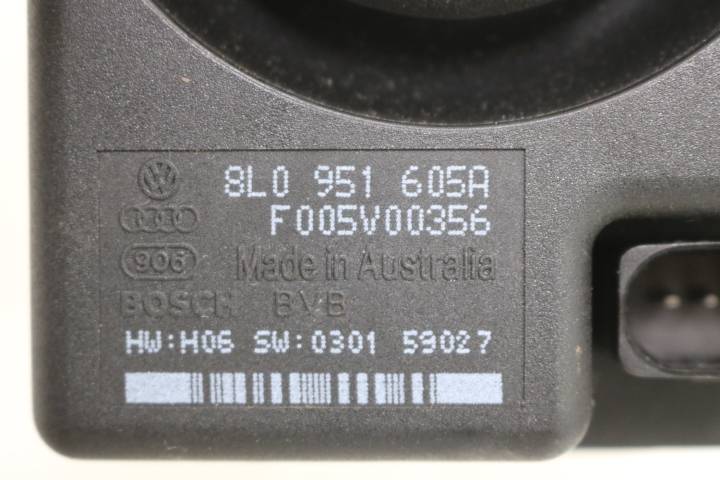 8L0 951 605A
F005V00356
906 Made in Australia
BOSCH BVB
HW:H06 SW:0301 59027